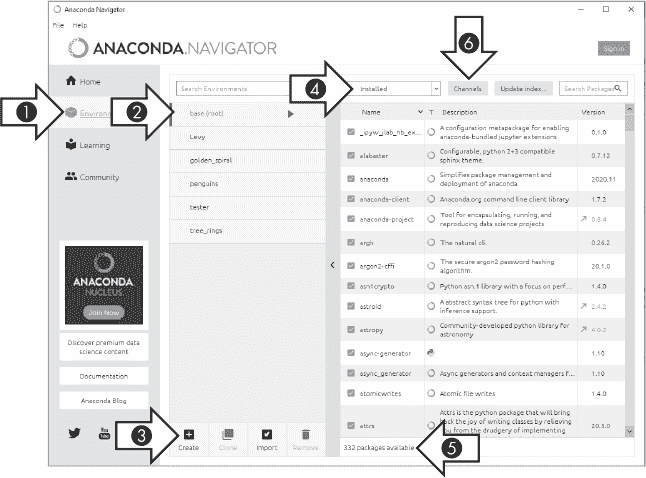 Anaconda Navigator
File Help
ANACONDA.NAVIGATOR
Sign in
6
4
1
2
Home
Environ
Learning
Community
Search Environments
base (root)
Levy
golden_spiral
penguins
tester
tree_rings
Installed
Channels
Update index...
Search Packages
Name T Description Version
_ipyw_jlab_nb_ex... A configuration metapackage for enabling anaconda-bundled jupyter extensions 0.1.0
alabaster Configurable, python 2+3 compatible sphinx theme. 0.7.12
anaconda Simplifies package management and deployment of anaconda 2020.11
anaconda-client Anaconda.org command line client library 1.7.2
anaconda-project Tool for encapsulating, running, and reproducing data science projects 0.8.4
argh The natural cli. 0.26.2
argon2-cffi The secure argon2 password hashing algorithm. 20.1.0
asn1crypto Python asn.1 library with a focus on perf... 1.4.0
astroid A abstract syntax tree for python with inference support. 2.4.2
astropy Community-developed python library for astronomy 4.0.2
async-generator 1.10
async_generator Async generators and context managers f... 1.10
atomicwrites Atomic file writes 1.4.0
attrs Attrs is the python package that will bring back the joy of writing classes by relieving you from the drudgery of implementing 20.3.0
ANACONDA
NUCLEUS
Join Now
Discover premium data
science content
Documentation
Anaconda Blog
You Tube
3
Create
Clone
Import
Remove
332 packages available
5